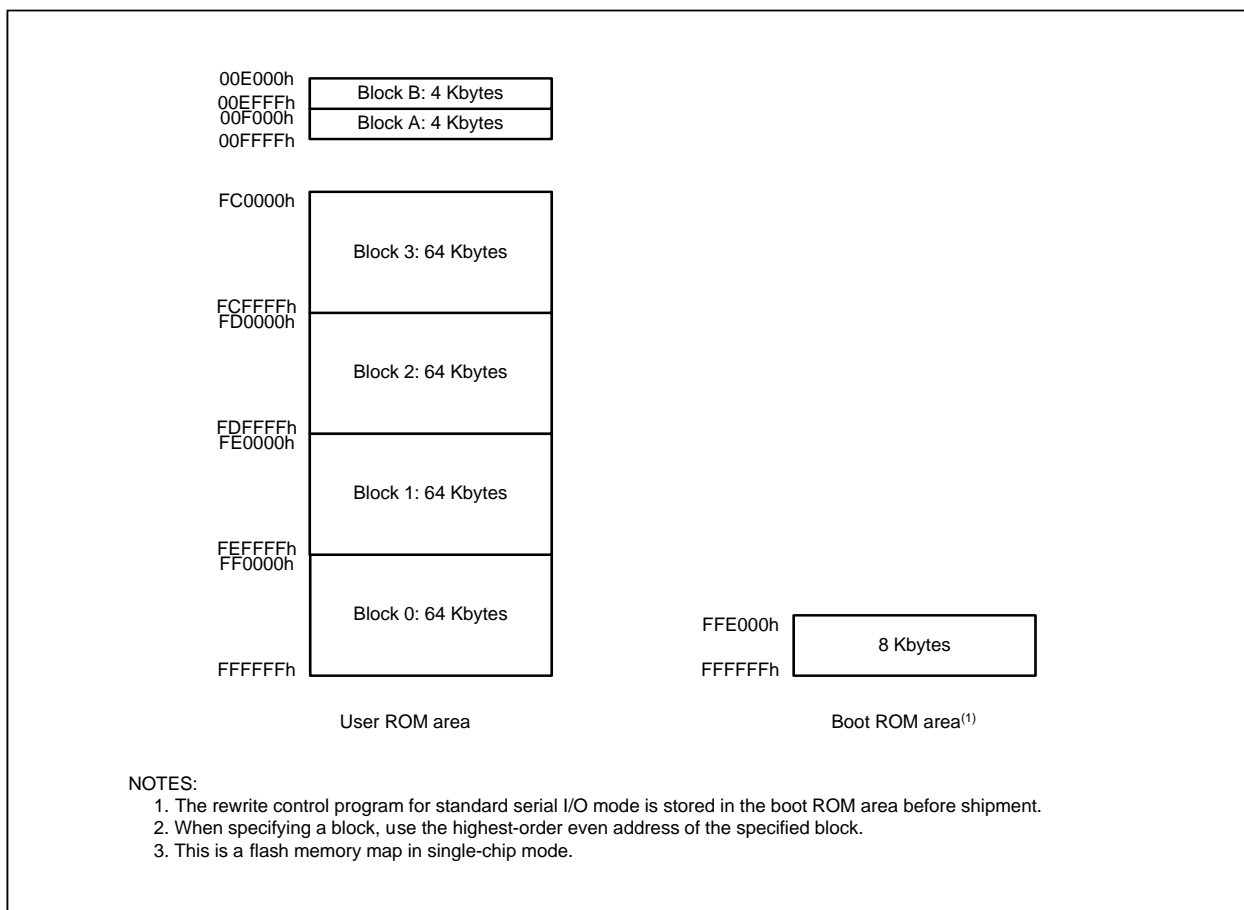 00E000h
Block B: 4 Kbytes
00EFFFh
00F000h
Block A: 4 Kbytes
00FFFFh
FC0000h
Block 3: 64 Kbytes
FCFFFFh
FD0000h
Block 2: 64 Kbytes
FDFFFFh
FE0000h
Block 1: 64 Kbytes
FEFFFFh
FF0000h
Block 0: 64 Kbytes
FFFFFFh
User ROM area
FFE000h
8 Kbytes
FFFFFFh
Boot ROM area(1)
NOTES:
1. The rewrite control program for standard serial I/O mode is stored in the boot ROM area before shipment.
2. When specifying a block, use the highest-order even address of the specified block.
3. This is a flash memory map in single-chip mode.